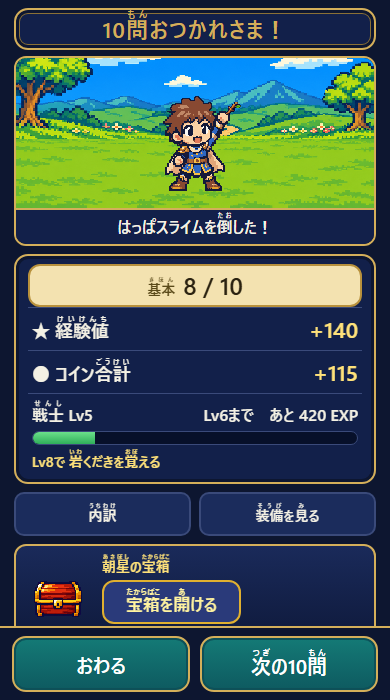 10問おつかれさま！
はっぱスライムを倒した！
基本 8 / 10
★ 経験値 +140
● コイン合計 +115
戦士 Lv5 Lv6まで あと 420 EXP
Lv8で 岩くだきを覚える
内訳 装備を見る
朝星の宝箱
宝箱を開ける
おわる 次の10問